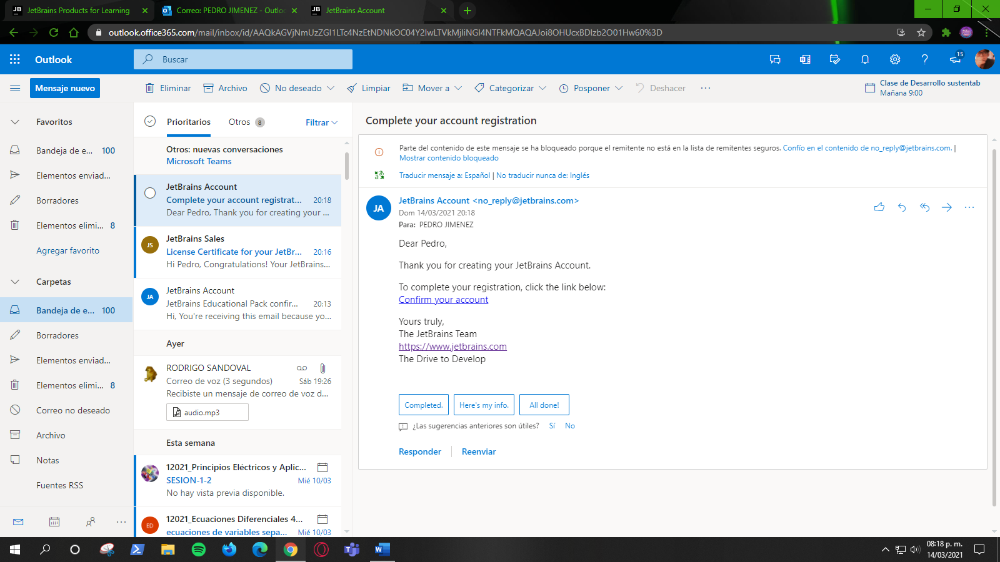 JetBrains Products for Learning
Correo: PEDRO JIMENEZ - Outlo
JetBrains Account
outlook.office365.com/mail/inbox/id/AAQkAGVjNmUzZGI1LTc4NzEtNDNkOC04Y2IwLTVkMjliNGI4NTFkMQAQAJoi8OHUcxBDlzb2O01Hw60%3D
Outlook
Buscar
15
Mensaje nuevo
Eliminar
Archivo
No deseado
Limpiar
Mover a
Categorizar
Posponer
Deshacer
Clase de Desarrollo sustentab
Mañana 9:00
Favoritos
Bandeja de e... 100
Elementos enviad...
Borradores
Elementos elimi... 8
Agregar favorito
Carpetas
Bandeja de e... 100
Borradores
Elementos enviad...
Elementos elimi... 8
Correo no deseado
Archivo
Notas
Fuentes RSS
Prioritarios
Otros 8
Filtrar
Otros: nuevas conversaciones
Microsoft Teams
JetBrains Account
Complete your account registrat... 20:18
Dear Pedro, Thank you for creating your ...
JS
JetBrains Sales
License Certificate for your JetBr... 20:16
Hi Pedro, Congratulations! Your JetBrains...
JA
JetBrains Account
JetBrains Educational Pack confir... 20:13
Hi, You're receiving this email because yo...
Ayer
RODRIGO SANDOVAL
Correo de voz (3 segundos) Sáb 19:26
Recibiste un mensaje de correo de voz d...
audio.mp3
Esta semana
12021_Principios Eléctricos y Aplic...
SESION-1-2 Mié 10/03
No hay vista previa disponible.
ED
12021_Ecuaciones Diferenciales 4...
ecuaciones de variables sepa... Mié 10/03
Complete your account registration
Parte del contenido de este mensaje se ha bloqueado porque el remitente no está en la lista de remitentes seguros. Confío en el contenido de no_reply@jetbrains.com. |
Mostrar contenido bloqueado
Traducir mensaje a: Español | No traducir nunca de: Inglés
JA
JetBrains Account <no_reply@jetbrains.com>
Dom 14/03/2021 20:18
Para: PEDRO JIMENEZ
Dear Pedro,
Thank you for creating your JetBrains Account.
To complete your registration, click the link below:
Confirm your account
Yours truly,
The JetBrains Team
https://www.jetbrains.com
The Drive to Develop
Completed.
Here's my info.
All done!
¿Las sugerencias anteriores son útiles? Sí No
Responder
Reenviar
08:18 p. m.
14/03/2021